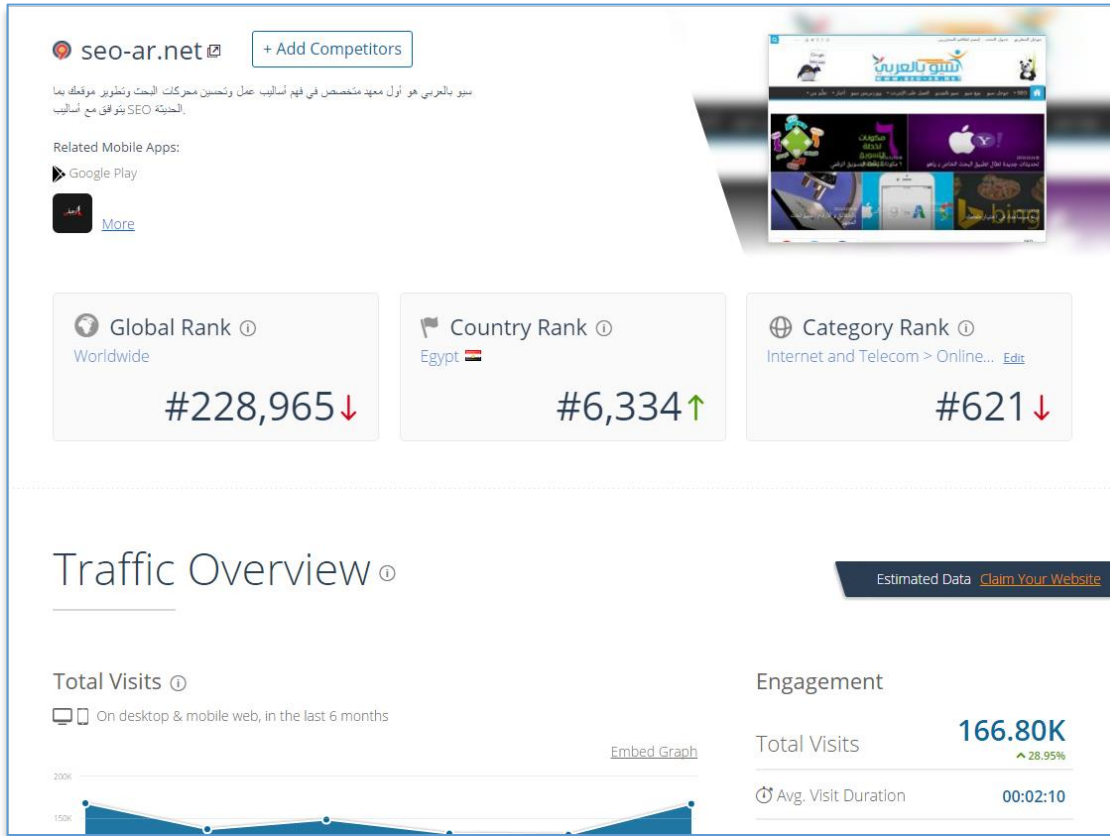 seo-ar.net
+ Add Competitors
سيو بالعربي هو أول معهد متخصص في فهم أساليب عمل وتحسين محركات البحث وتطوير موقعك بما
يتوافق مع أساليب SEO الحديثة.
Related Mobile Apps:
Google Play
More
سيو بالعربي
WWW.SEO-AR.NET
Global Rank
Worldwide
#228,965
Country Rank
Egypt
#6,334
Category Rank
Internet and Telecom > Online... Edit
#621
Traffic Overview
Estimated Data Claim Your Website
Total Visits
On desktop & mobile web, in the last 6 months
Embed Graph
200K
150K
Engagement
Total Visits 166.80K
28.95%
Avg. Visit Duration 00:02:10